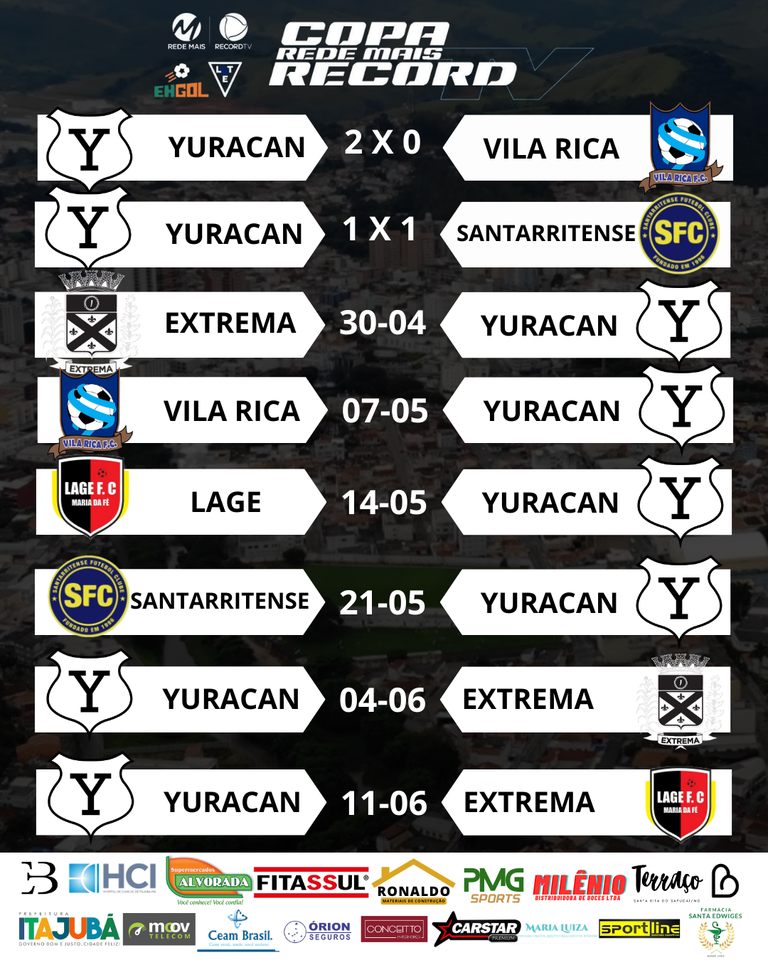 REDE MAIS
RECORDTV
EHGOL
LTE
COPA
REDE MAIS
RECORD
TV
Y
YURACAN
2 X 0
VILA RICA
VILA RICA F.C.
Y
YURACAN
1 X 1
SANTARRITENSE
SANTARRITENSE FUTEBOL CLUBE
SFC
FUNDADO EM 1986
EXTREMA
EXTREMA
30-04
YURACAN
Y
VILA RICA F.C.
VILA RICA
07-05
YURACAN
Y
LAGE F. C
MARIA DA FÉ
LAGE
14-05
YURACAN
Y
SANTARRITENSE FUTEBOL CLUBE
SFC
FUNDADO EM 1986
SANTARRITENSE
21-05
YURACAN
Y
Y
YURACAN
04-06
EXTREMA
EXTREMA
Y
YURACAN
11-06
EXTREMA
LAGE F. C
MARIA DA FÉ
HCI
Supermercados
ALVORADA
Você conhece! Você confia!
FITASSUL
RONALDO
MATERIAIS DE CONSTRUÇÃO
PMG
SPORTS
MILÊNIO
DISTRIBUIDORA DE DOCES LTDA
Terraço
SANTA RITA DO SAPUCAÍ/MG
PREFEITURA
ITAJUBÁ
GOVERNO BOM E JUSTO, CIDADE FELIZ!
moov
TELECOM
Ceam Brasil.
ÓRION
SEGUROS
CONCEITTO
CARSTAR
PREMIUM
MARIA LUIZA
sportline
FARMACIA
SANTA EDWIGES